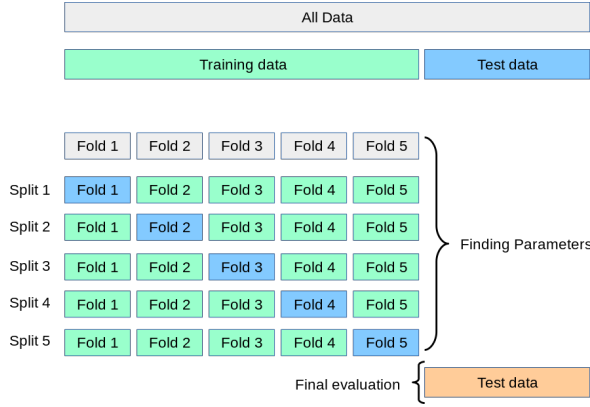 All Data
Training data Test data
Fold 1 Fold 2 Fold 3 Fold 4 Fold 5
Split 1 Fold 1 Fold 2 Fold 3 Fold 4 Fold 5
Split 2 Fold 1 Fold 2 Fold 3 Fold 4 Fold 5
Finding Parameters
Split 3 Fold 1 Fold 2 Fold 3 Fold 4 Fold 5
Split 4 Fold 1 Fold 2 Fold 3 Fold 4 Fold 5
Split 5 Fold 1 Fold 2 Fold 3 Fold 4 Fold 5
Final evaluation Test data